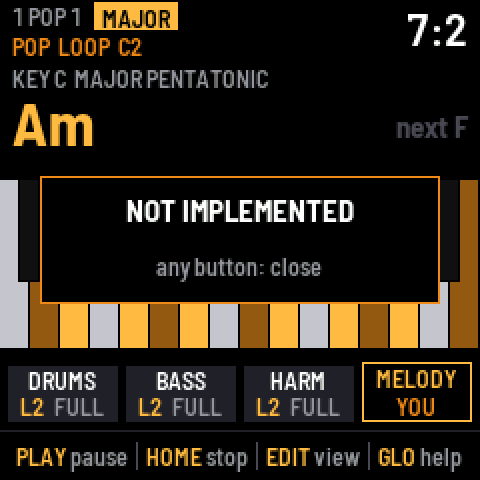 1 POP 1 MAJOR
7:2
POP LOOP C2
KEY C MAJOR PENTATONIC
Am
next F
NOT IMPLEMENTED
any button: close
DRUMS BASS HARM MELODY
L2 FULL L2 FULL L2 FULL YOU
PLAY pause HOME stop EDIT view GLO help